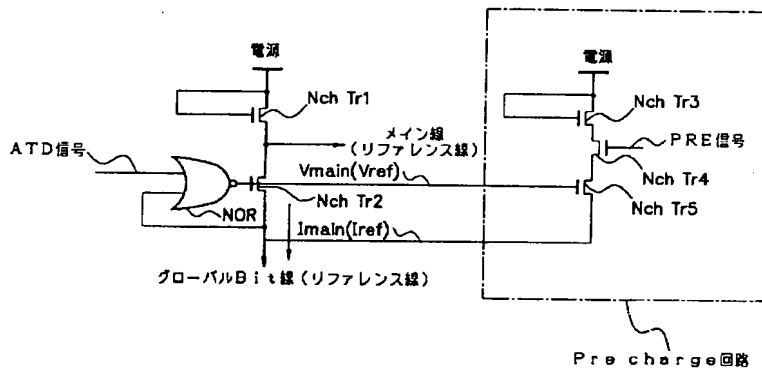 電源
電源
Nch Tr1
Nch Tr3
メイン線
(リファレンス線)
PRE信号
ATD信号
Vmain(Vref)
Nch Tr4
Nch Tr2
Nch Tr5
NOR
Imain(Iref)
グローバルBit線(リファレンス線)
Pre charge回路